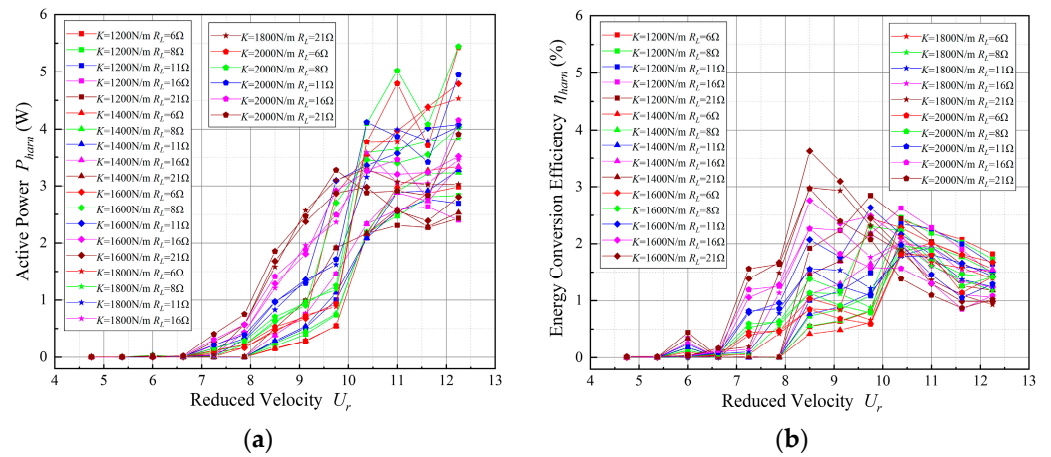 (a)
Active Power P_harn (W)
6
5
4
3
2
1
0
4 5 6 7 8 9 10 11 12 13
Reduced Velocity U_r
K=1200N/m R_L=6Ω
K=1200N/m R_L=8Ω
K=1200N/m R_L=11Ω
K=1200N/m R_L=16Ω
K=1200N/m R_L=21Ω
K=1400N/m R_L=6Ω
K=1400N/m R_L=8Ω
K=1400N/m R_L=11Ω
K=1400N/m R_L=16Ω
K=1400N/m R_L=21Ω
K=1600N/m R_L=6Ω
K=1600N/m R_L=8Ω
K=1600N/m R_L=11Ω
K=1600N/m R_L=16Ω
K=1600N/m R_L=21Ω
K=1800N/m R_L=6Ω
K=1800N/m R_L=8Ω
K=1800N/m R_L=11Ω
K=1800N/m R_L=16Ω
K=1800N/m R_L=21Ω
K=2000N/m R_L=6Ω
K=2000N/m R_L=8Ω
K=2000N/m R_L=11Ω
K=2000N/m R_L=16Ω
K=2000N/m R_L=21Ω
(b)
Energy Conversion Efficiency η_harn (%)
6
5
4
3
2
1
0
4 5 6 7 8 9 10 11 12 13
Reduced Velocity U_r
K=1200N/m R_L=6Ω
K=1200N/m R_L=8Ω
K=1200N/m R_L=11Ω
K=1200N/m R_L=16Ω
K=1200N/m R_L=21Ω
K=1400N/m R_L=6Ω
K=1400N/m R_L=8Ω
K=1400N/m R_L=11Ω
K=1400N/m R_L=16Ω
K=1400N/m R_L=21Ω
K=1600N/m R_L=6Ω
K=1600N/m R_L=8Ω
K=1600N/m R_L=11Ω
K=1600N/m R_L=16Ω
K=1600N/m R_L=21Ω
K=1800N/m R_L=6Ω
K=1800N/m R_L=8Ω
K=1800N/m R_L=11Ω
K=1800N/m R_L=16Ω
K=1800N/m R_L=21Ω
K=2000N/m R_L=6Ω
K=2000N/m R_L=8Ω
K=2000N/m R_L=11Ω
K=2000N/m R_L=16Ω
K=2000N/m R_L=21Ω